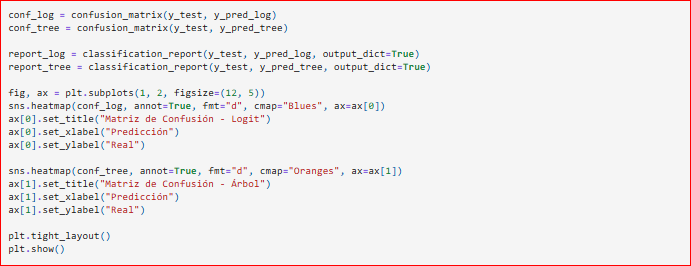 conf_log = confusion_matrix(y_test, y_pred_log)
conf_tree = confusion_matrix(y_test, y_pred_tree)

report_log = classification_report(y_test, y_pred_log, output_dict=True)
report_tree = classification_report(y_test, y_pred_tree, output_dict=True)

fig, ax = plt.subplots(1, 2, figsize=(12, 5))
sns.heatmap(conf_log, annot=True, fmt="d", cmap="Blues", ax=ax[0])
ax[0].set_title("Matriz de Confusión - Logit")
ax[0].set_xlabel("Predicción")
ax[0].set_ylabel("Real")

sns.heatmap(conf_tree, annot=True, fmt="d", cmap="Oranges", ax=ax[1])
ax[1].set_title("Matriz de Confusión - Árbol")
ax[1].set_xlabel("Predicción")
ax[1].set_ylabel("Real")

plt.tight_layout()
plt.show()